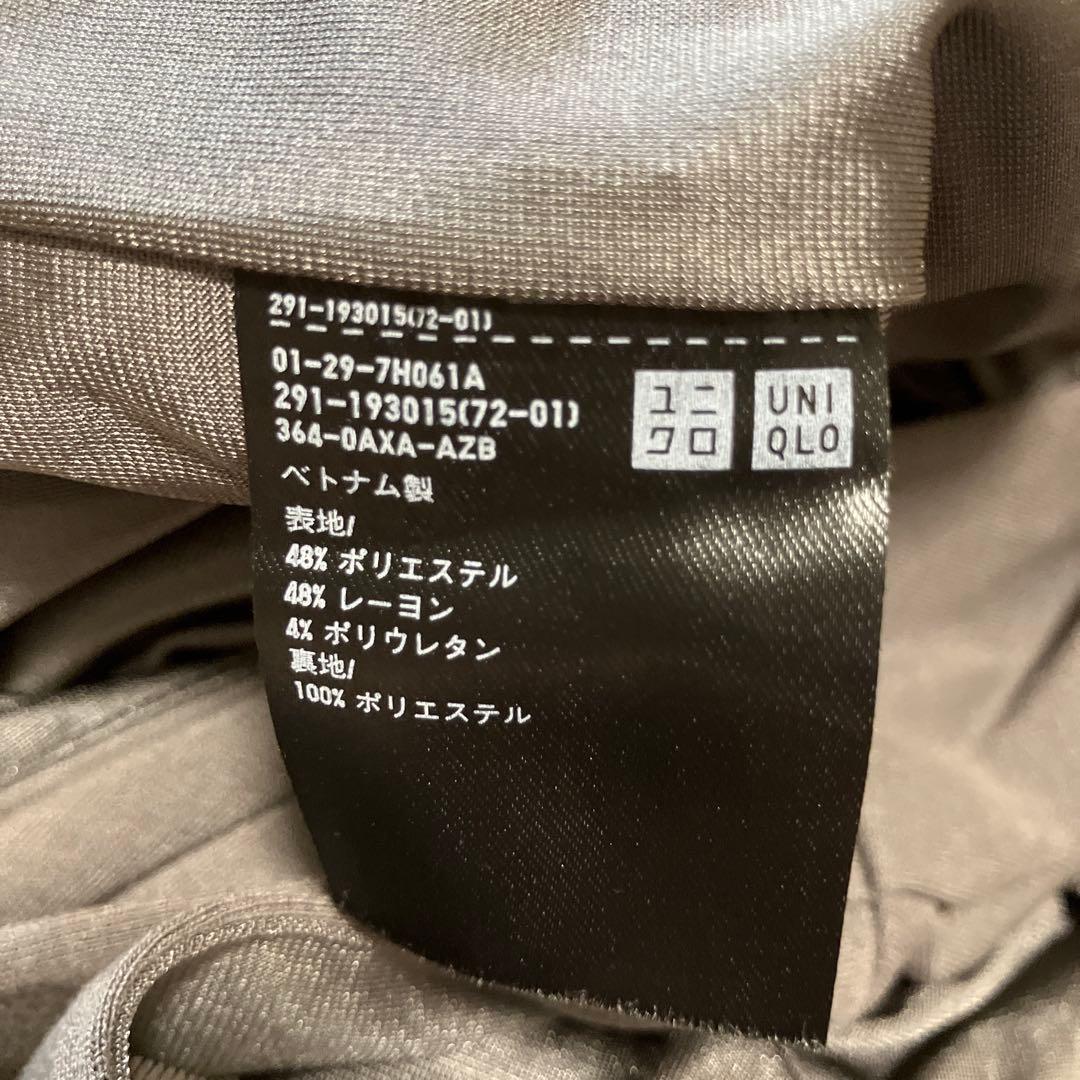 291-193015(72-01)
01-29-7H061A
291-193015(72-01)
364-0AXA-AZB
ユニ
クロ
UNI
QLO
ベトナム製
表地/
48% ポリエステル
48% レーヨン
4% ポリウレタン
裏地/
100% ポリエステル